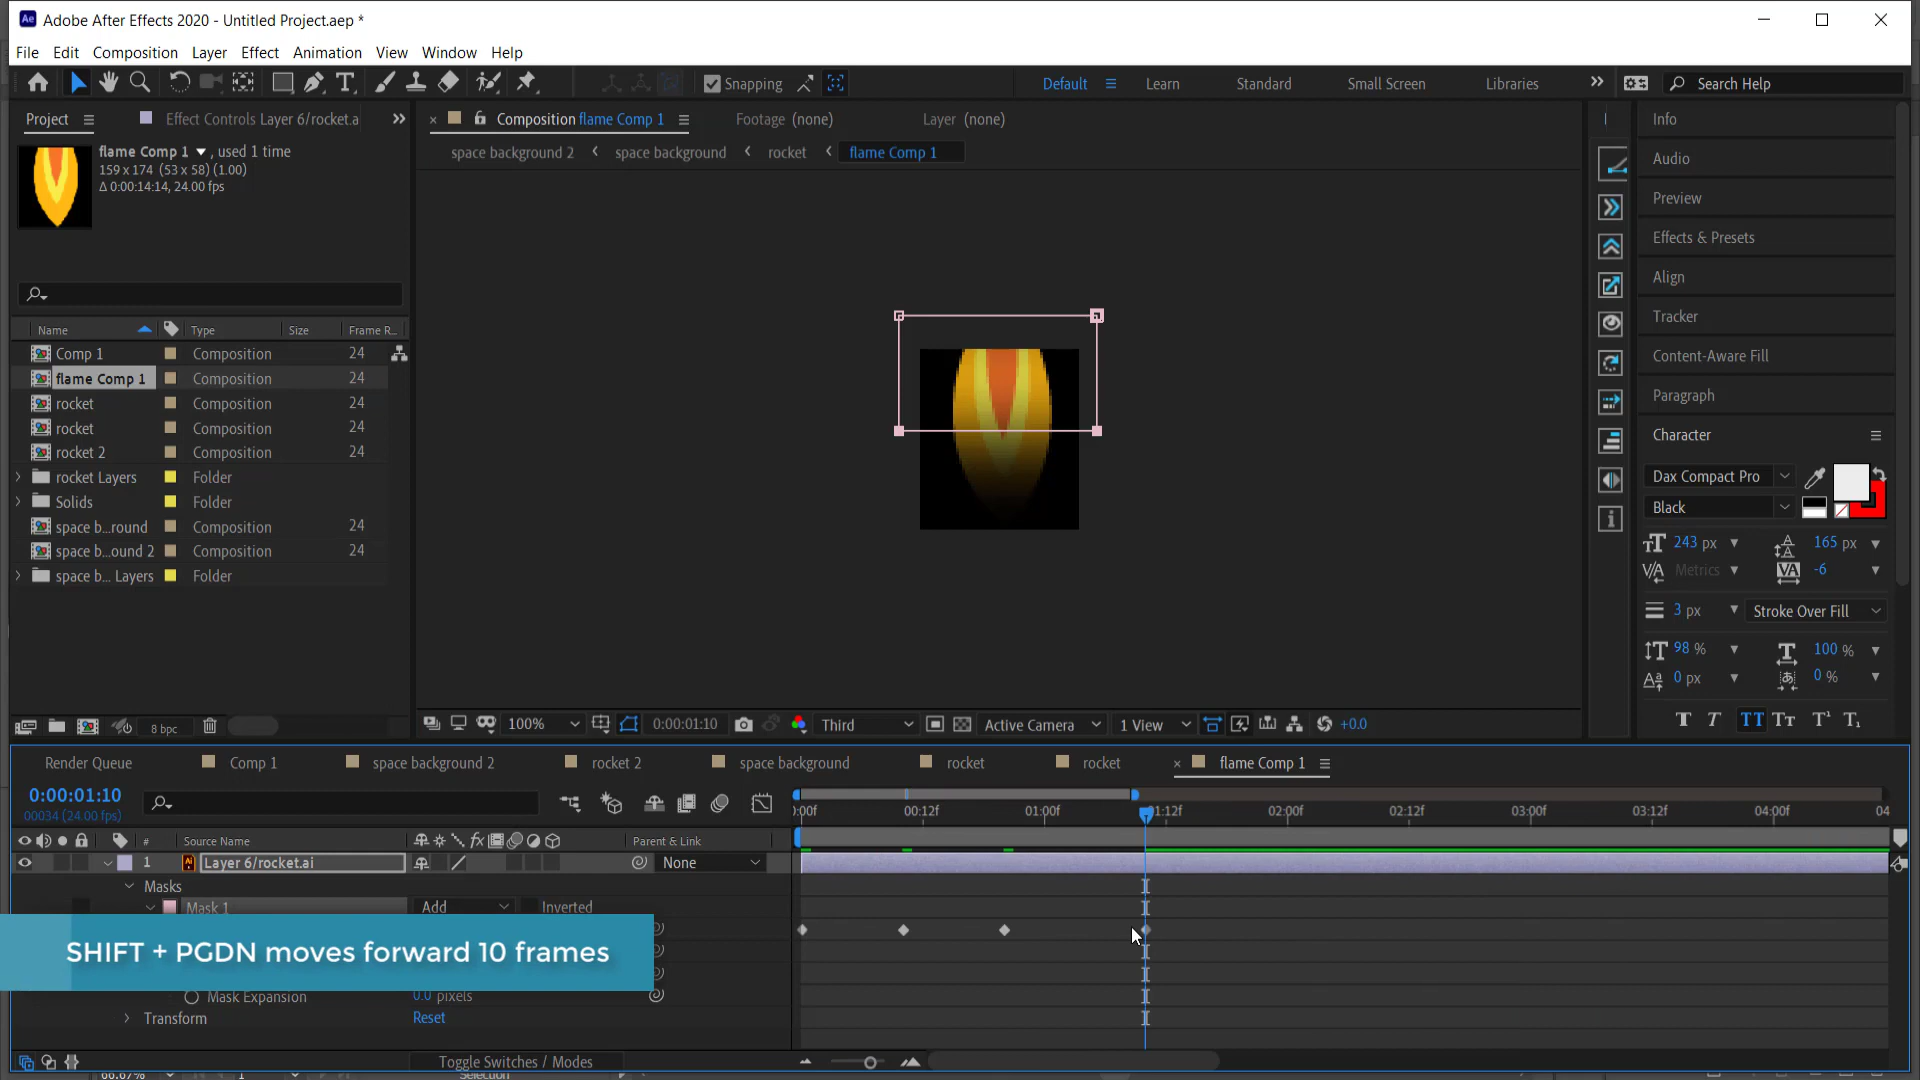 Adobe After Effects 2020 - Untitled Project.aep *
File Edit Composition Layer Effect Animation View Window Help
Snapping Default Learn Standard Small Screen Libraries Search Help
Project Effect Controls Layer 6/rocket.a
Composition flame Comp 1 Footage (none) Layer (none)
space background 2 space background rocket flame Comp 1
flame Comp 1 , used 1 time
159 x 174 (53 x 58) (1.00)
Δ 0:00:14:14, 24.00 fps
Name Type Size Frame R...
Comp 1 Composition 24
flame Comp 1 Composition 24
rocket Composition 24
rocket Composition 24
rocket 2 Composition 24
rocket Layers Folder
Solids Folder
space b...round Composition 24
space b...ound 2 Composition 24
space b... Layers Folder
8 bpc
100% 0:00:01:10 Third Active Camera 1 View +0.0
Info
Audio
Preview
Effects & Presets
Align
Tracker
Content-Aware Fill
Paragraph
Character
Dax Compact Pro
Black
243 px 165 px
Metrics -6
3 px Stroke Over Fill
98 % 100 %
0 px 0 %
T T TT Tт T¹ T₁
Render Queue Comp 1 space background 2 rocket 2 space background rocket rocket flame Comp 1
0:00:01:10
00034 (24.00 fps)
):00f 00:12f 01:00f 01:12f 02:00f 02:12f 03:00f 03:12f 04:00f 04
# Source Name Parent & Link
1 Layer 6/rocket.ai None
Masks
Mask 1 Add Inverted
SHIFT + PGDN moves forward 10 frames
Mask Expansion 0.0 pixels
Transform Reset
Toggle Switches / Modes
66.67% 1 Selection